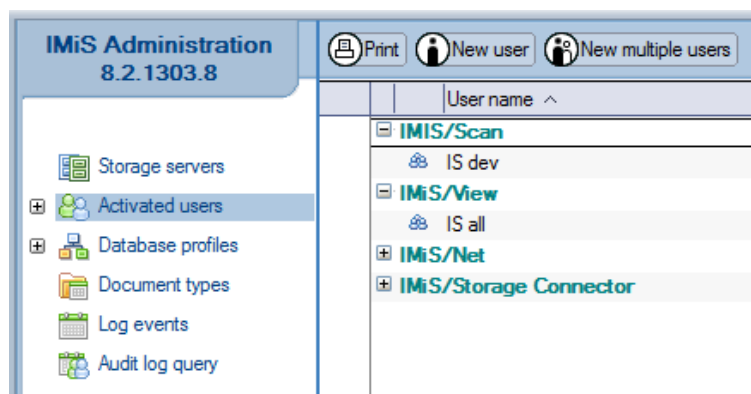 IMiS Administration
8.2.1303.8
Print New user New multiple users
User name
IMIS/Scan
IS dev
IMiS/View
IS all
IMiS/Net
IMiS/Storage Connector
Storage servers
Activated users
Database profiles
Document types
Log events
Audit log query